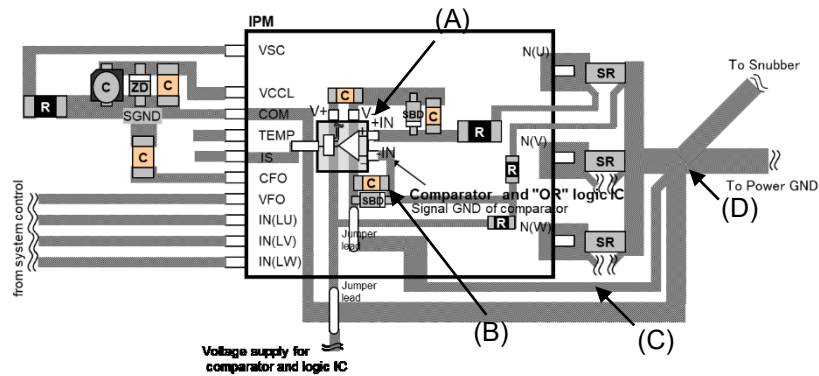 IPM
(A)
VSC
VCCL
COM
TEMP
IS
CFO
VFO
IN(LU)
IN(LV)
IN(LW)
from system control
C
ZD
C
R
SGND
C
C
V+
V-
+IN
-IN
SBD
C
R
R
C
SBD
R
Comparator and "OR" logic IC
Signal GND of comparator
Jumper
lead
Jumper
lead
N(U)
N(V)
N(W)
SR
SR
SR
To Snubber
To Power GND
(D)
(B)
(C)
Voltage supply for
comparator and logic IC